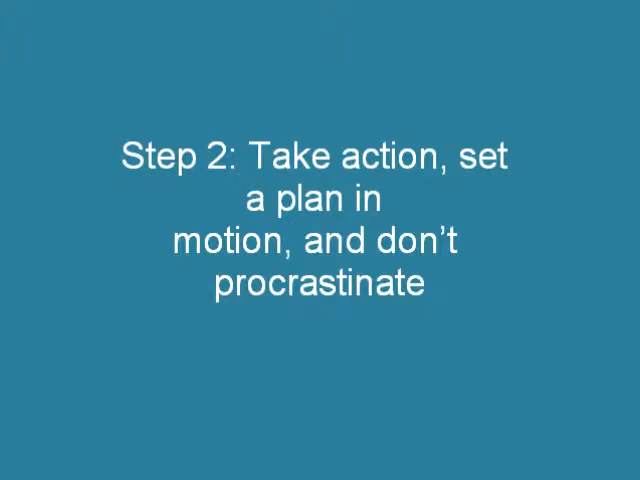 Step 2: Take action, set
a plan in
motion, and don’t
procrastinate